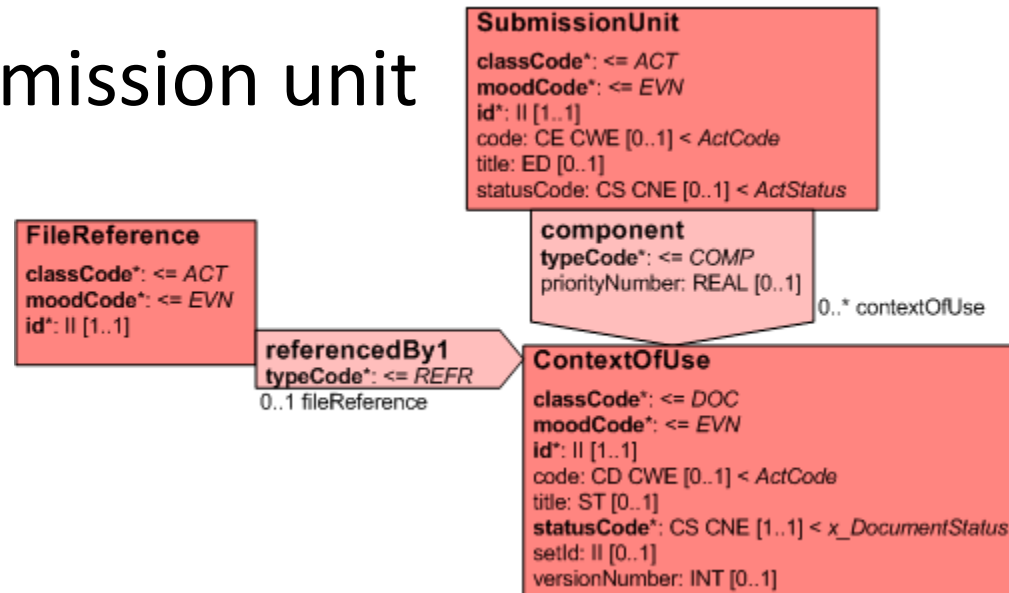 mission unit
SubmissionUnit
classCode*: <= ACT
moodCode*: <= EVN
id*: II [1..1]
code: CE CWE [0..1] < ActCode
title: ED [0..1]
statusCode: CS CNE [0..1] < ActStatus
component
typeCode*: <= COMP
priorityNumber: REAL [0..1]
0..* contextOfUse
FileReference
classCode*: <= ACT
moodCode*: <= EVN
id*: II [1..1]
referencedBy1
typeCode*: <= REFR
0..1 fileReference
ContextOfUse
classCode*: <= DOC
moodCode*: <= EVN
id*: II [1..1]
code: CD CWE [0..1] < ActCode
title: ST [0..1]
statusCode*: CS CNE [1..1] < x_DocumentStatus
setId: II [0..1]
versionNumber: INT [0..1]